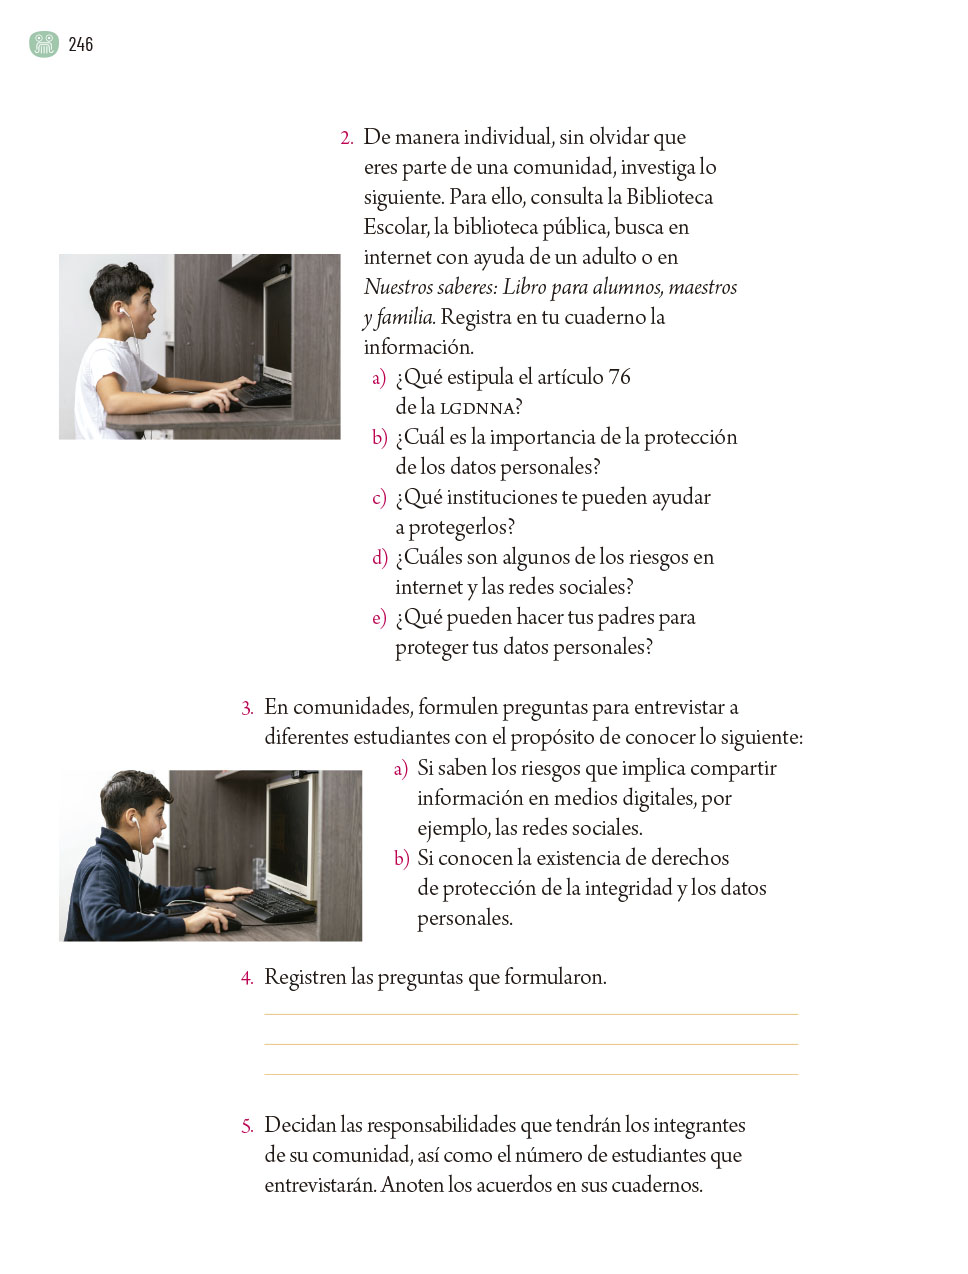 246
2. De manera individual, sin olvidar que
eres parte de una comunidad, investiga lo
siguiente. Para ello, consulta la Biblioteca
Escolar, la biblioteca pública, busca en
internet con ayuda de un adulto o en
Nuestros saberes: Libro para alumnos, maestros
y familia. Registra en tu cuaderno la
información.
a) ¿Qué estipula el artículo 76
de la LGDNNA?
b) ¿Cuál es la importancia de la protección
de los datos personales?
c) ¿Qué instituciones te pueden ayudar
a protegerlos?
d) ¿Cuáles son algunos de los riesgos en
internet y las redes sociales?
e) ¿Qué pueden hacer tus padres para
proteger tus datos personales?
3. En comunidades, formulen preguntas para entrevistar a
diferentes estudiantes con el propósito de conocer lo siguiente:
a) Si saben los riesgos que implica compartir
información en medios digitales, por
ejemplo, las redes sociales.
b) Si conocen la existencia de derechos
de protección de la integridad y los datos
personales.
4. Registren las preguntas que formularon.
5. Decidan las responsabilidades que tendrán los integrantes
de su comunidad, así como el número de estudiantes que
entrevistarán. Anoten los acuerdos en sus cuadernos.